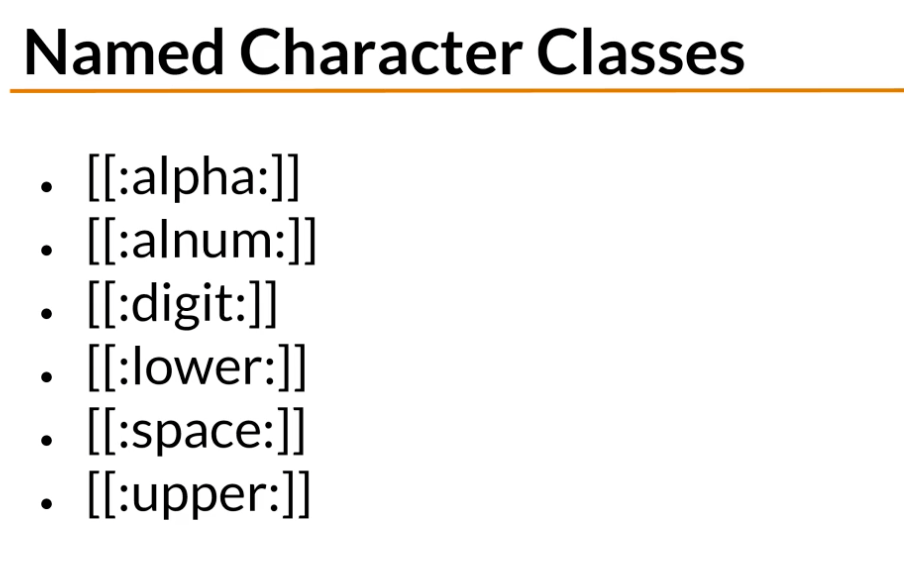 Named Character Classes
• [[:alpha:]]
• [[:alnum:]]
• [[:digit:]]
• [[:lower:]]
• [[:space:]]
• [[:upper:]]